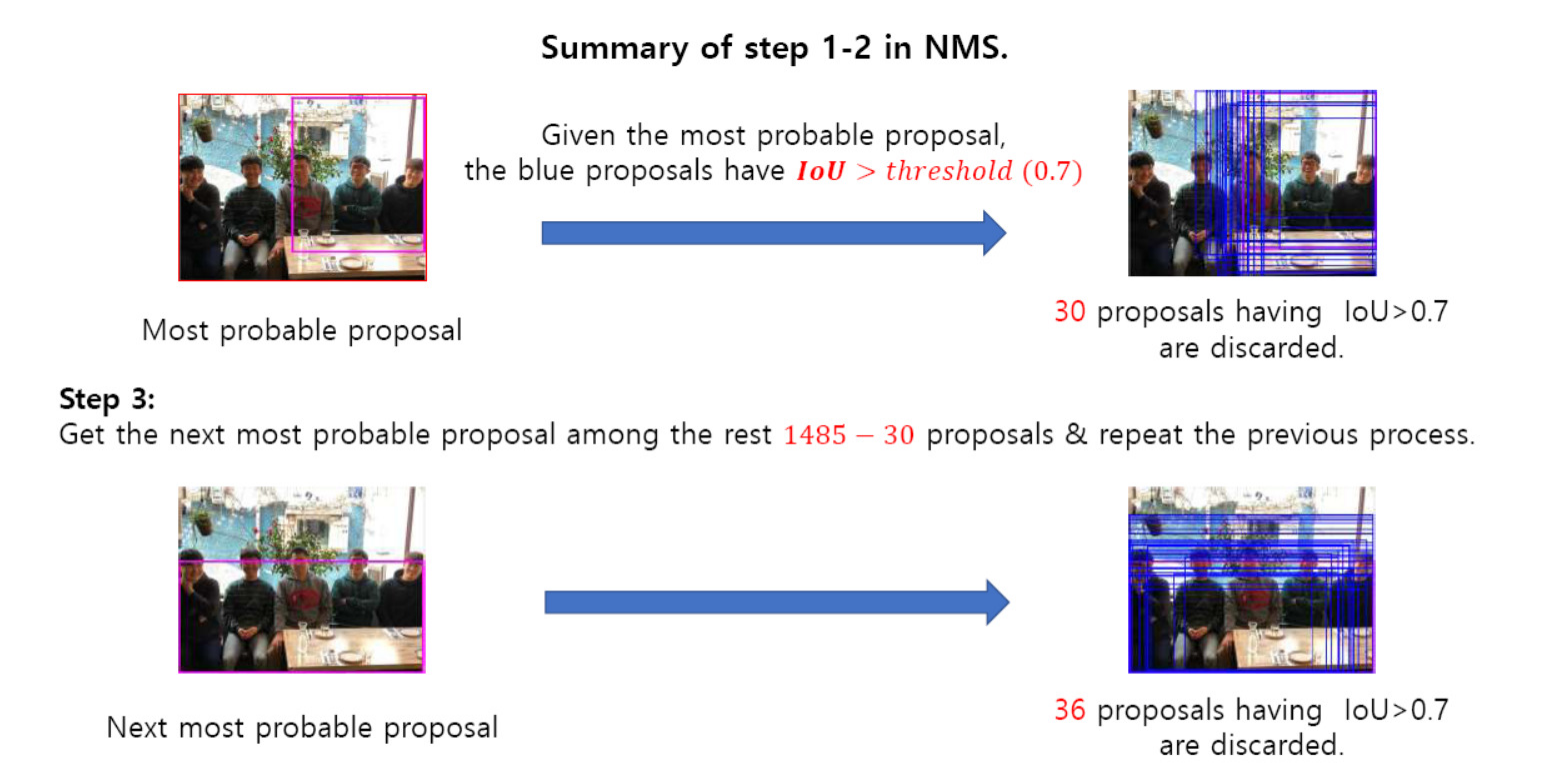 Summary of step 1-2 in NMS.
Given the most probable proposal,
the blue proposals have IoU > threshold (0.7)
Most probable proposal
30 proposals having IoU>0.7
are discarded.
Step 3:
Get the next most probable proposal among the rest 1485 − 30 proposals & repeat the previous process.
Next most probable proposal
36 proposals having IoU>0.7
are discarded.